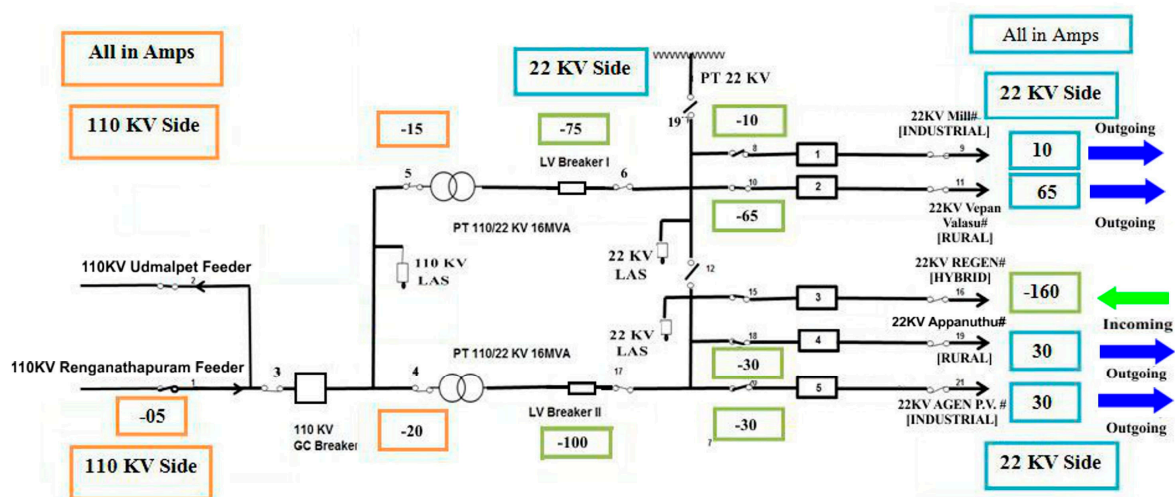 All in Amps
22 KV Side
All in Amps
PT 22 KV
22 KV Side
110 KV Side
-15
-75
19
-10
22KV Mill#
[INDUSTRIAL]
Outgoing
LV Breaker I
8
1
9
10
5
6
10
2
11
65
-65
22KV Vepan
Valasu#
[RURAL]
Outgoing
PT 110/22 KV 16MVA
110 KV
LAS
22 KV
LAS
12
110KV Udmalpet Feeder
2
22KV REGEN#
[HYBRID]
15
3
16
-160
Incoming
22 KV
LAS
22KV Appanuthu#
18
4
19
[RURAL]
30
Outgoing
-30
110KV Renganathapuram Feeder
PT 110/22 KV 16MVA
1
3
4
17
5
21
30
-05
110 KV
GC Breaker
-20
LV Breaker II
-100
-30
7
22KV AGEN P.V. #
[INDUSTRIAL]
Outgoing
110 KV Side
22 KV Side